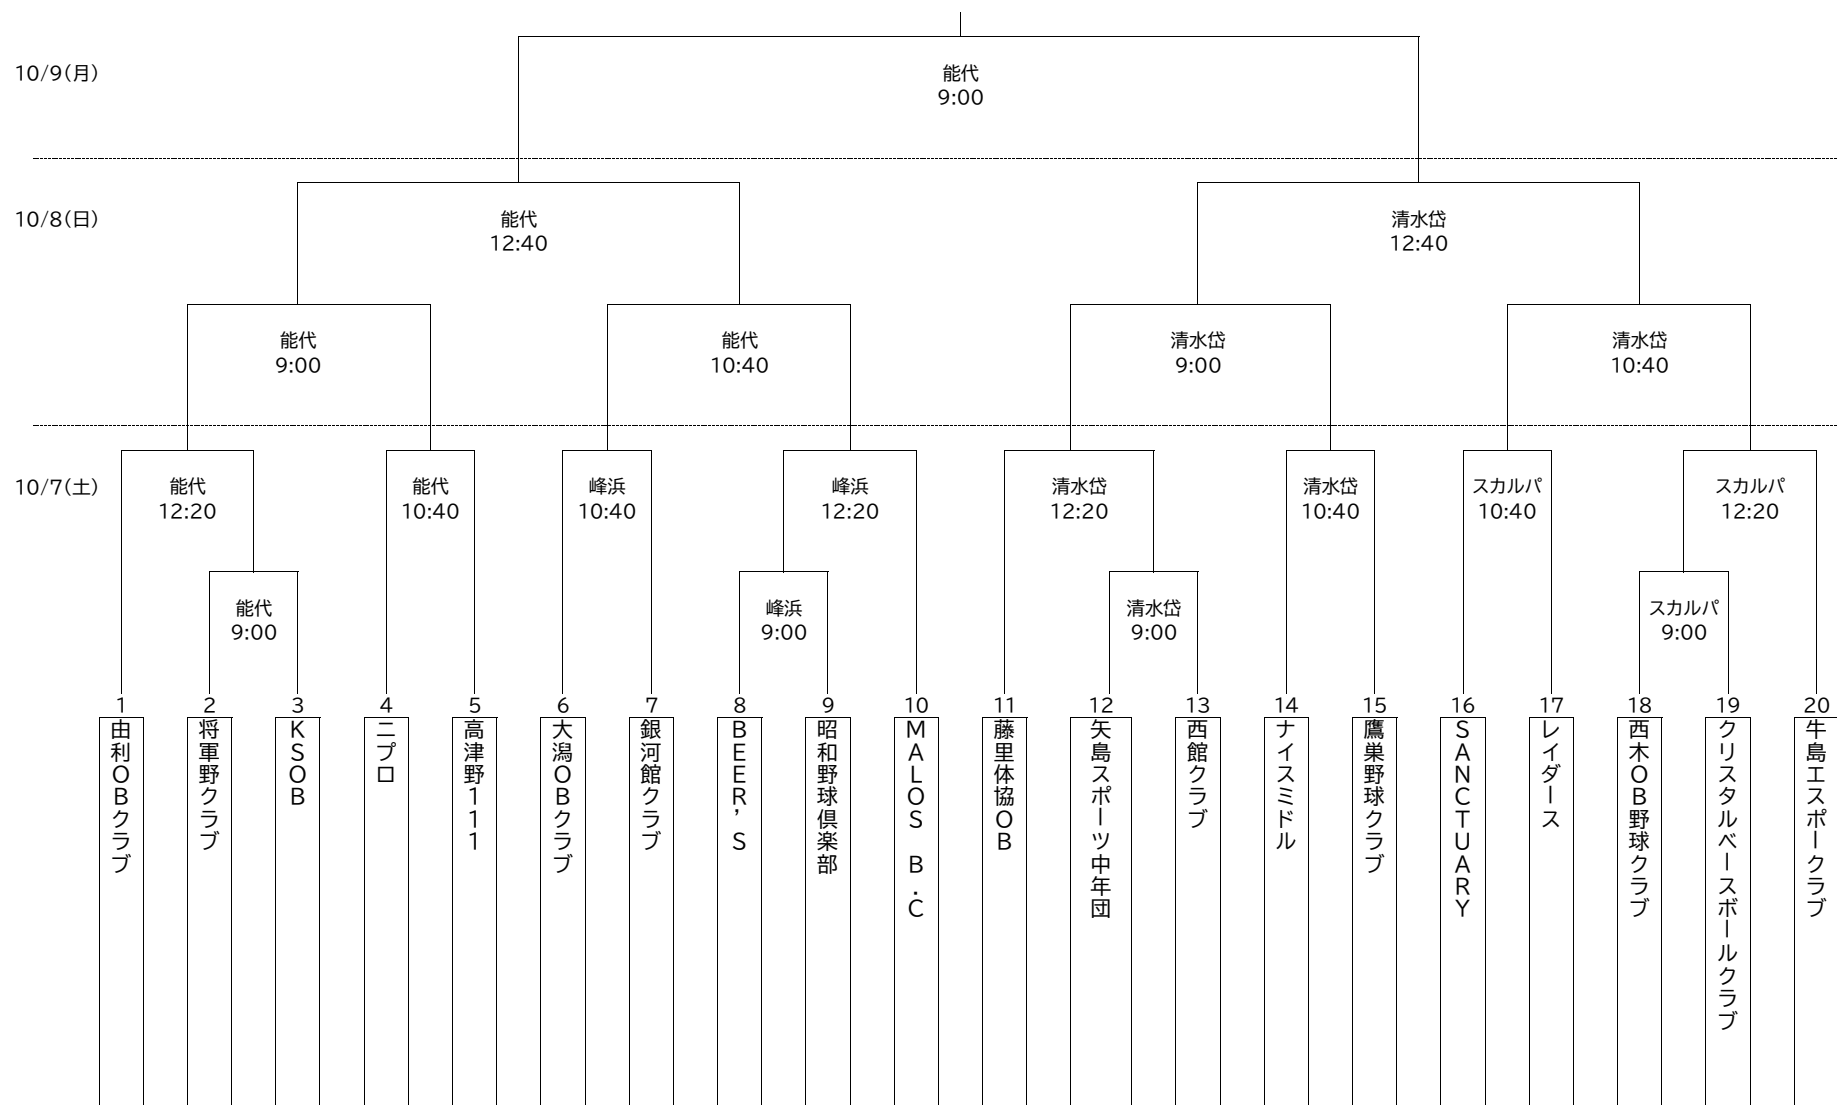 10/9(月)
能代
9:00
10/8(日)
能代
12:40
清水岱
12:40
能代
9:00
能代
10:40
清水岱
9:00
清水岱
10:40
10/7(土)
能代
12:20
能代
10:40
峰浜
10:40
峰浜
12:20
清水岱
12:20
清水岱
10:40
スカルパ
10:40
スカルパ
12:20
能代
9:00
峰浜
9:00
清水岱
9:00
スカルパ
9:00
1
由利OBクラブ
2
将軍野クラブ
3
KSOB
4
ニプロ
5
高津野111
6
大潟OBクラブ
7
銀河館クラブ
8
BEER’S
9
昭和野球倶楽部
10
MALOS B.C
11
藤里体協OB
12
矢島スポーツ中年団
13
西館クラブ
14
ナイスミドル
15
鷹巣野球クラブ
16
SANCTUARY
17
レイダース
18
西木OB野球クラブ
19
クリスタルベースボールクラブ
20
牛島エスポークラブ